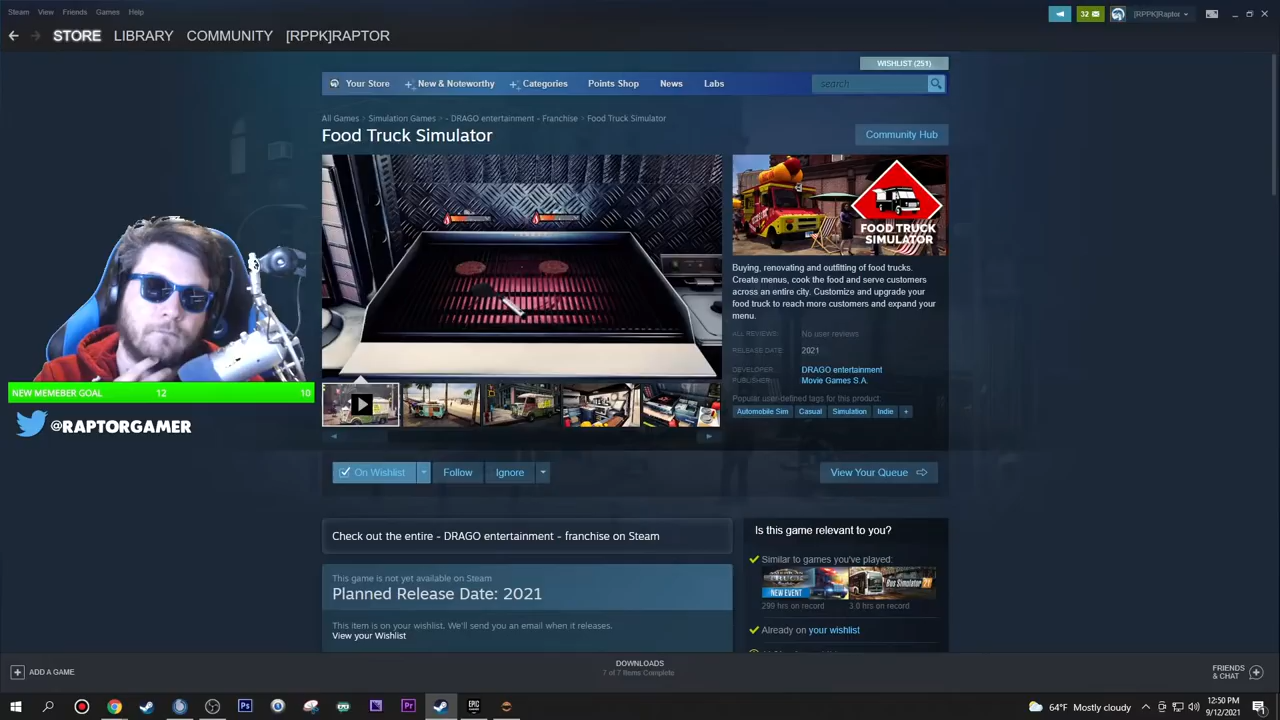 Steam View Friends Games Help
32 [RPPK]Raptor
STORE LIBRARY COMMUNITY [RPPK]RAPTOR
WISHLIST (251)
Your Store New & Noteworthy Categories Points Shop News Labs search
All Games > Simulation Games > - DRAGO entertainment - Franchise > Food Truck Simulator
Food Truck Simulator
Community Hub
FOOD TRUCK
SIMULATOR
Buying, renovating and outfitting of food trucks.
Create menus, cook the food and serve customers
across an entire city. Customize and upgrade your
food truck to reach more customers and expand your
menu.
ALL REVIEWS: No user reviews
RELEASE DATE: 2021
DEVELOPER: DRAGO entertainment
PUBLISHER: Movie Games S.A.
Popular user-defined tags for this product:
Automobile Sim Casual Simulation Indie +
NEW MEMEBER GOAL 12 10
@RAPTORGAMER
On Wishlist Follow Ignore View Your Queue
Check out the entire - DRAGO entertainment - franchise on Steam
This game is not yet available on Steam
Planned Release Date: 2021
This item is on your wishlist. We'll send you an email when it releases.
View your Wishlist
Is this game relevant to you?
Similar to games you've played:
NEW EVENT
Bus Simulator 21
299 hrs on record 3.0 hrs on record
Already on your wishlist
ADD A GAME
DOWNLOADS
7 of 7 Items Complete
FRIENDS
& CHAT
Ps
Pr
EPIC
64°F Mostly cloudy
12:50 PM
9/12/2021
1